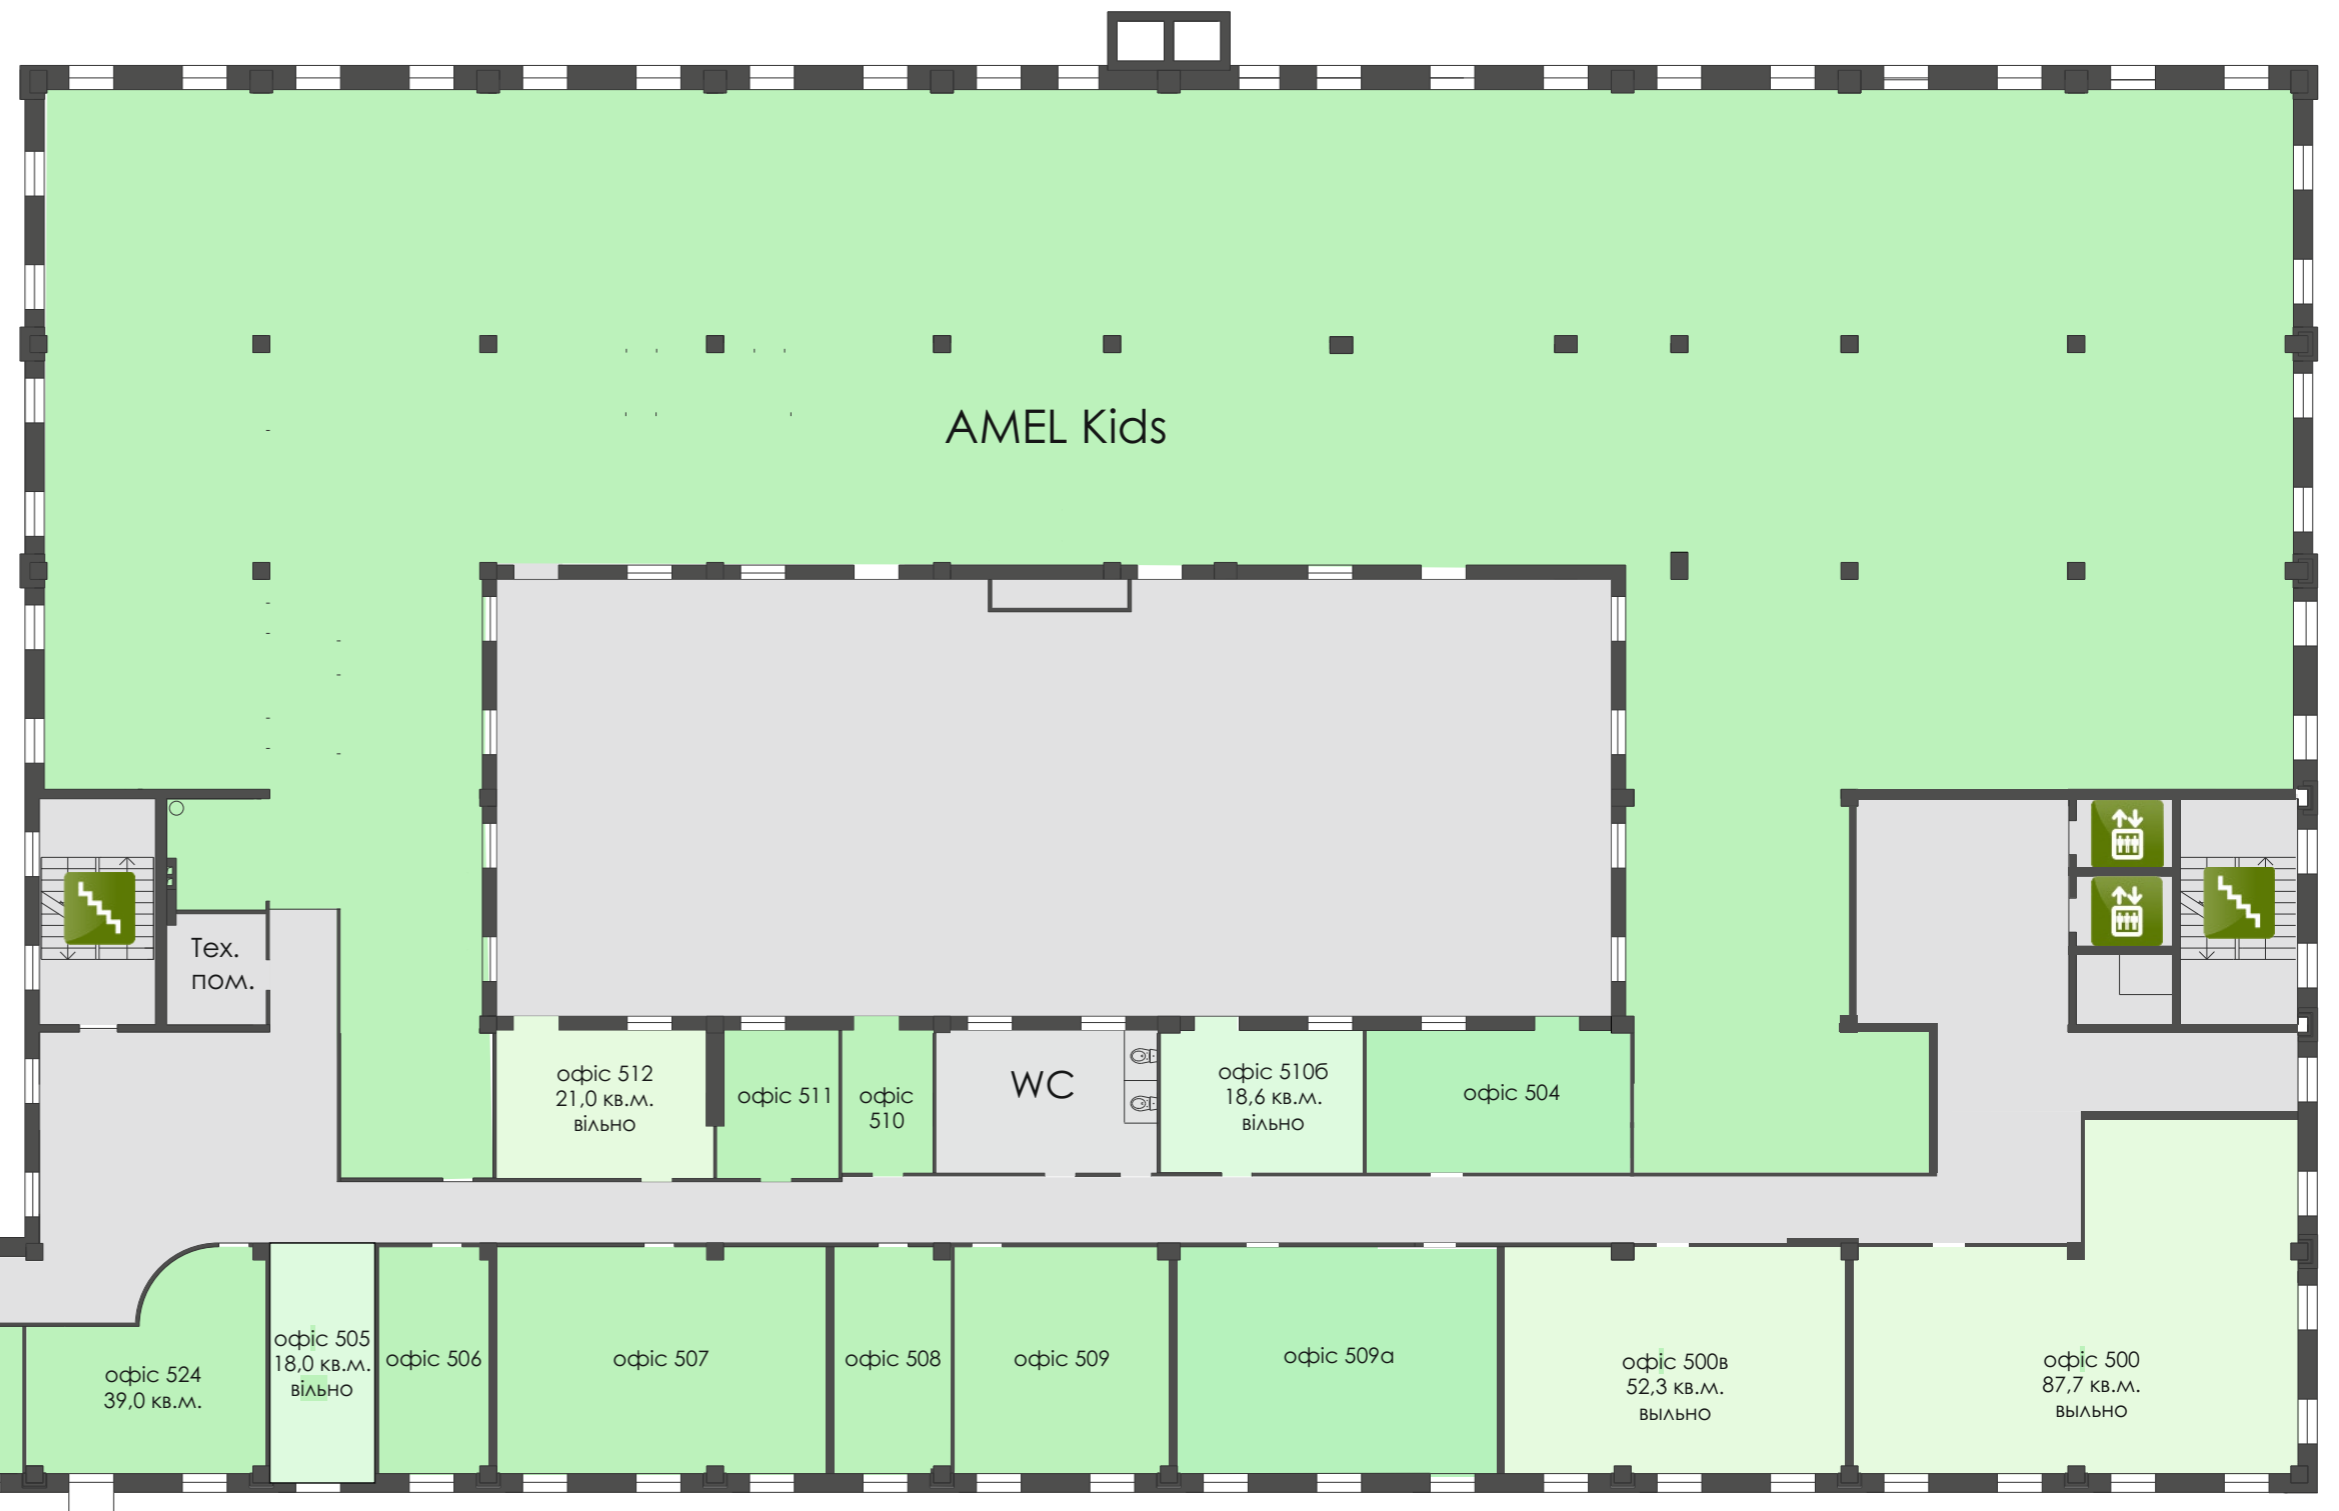 AMEL Kids
Тех.
пом.
офіс 512
21,0 кв.м.
вільно
офіс 511
офіс
510
WC
офіс 510б
18,6 кв.м.
вільно
офіс 504
офіс 524
39,0 кв.м.
офіс 505
18,0 кв.м.
вільно
офіс 506
офіс 507
офіс 508
офіс 509
офіс 509а
офіс 500в
52,3 кв.м.
выльно
офіс 500
87,7 кв.м.
выльно